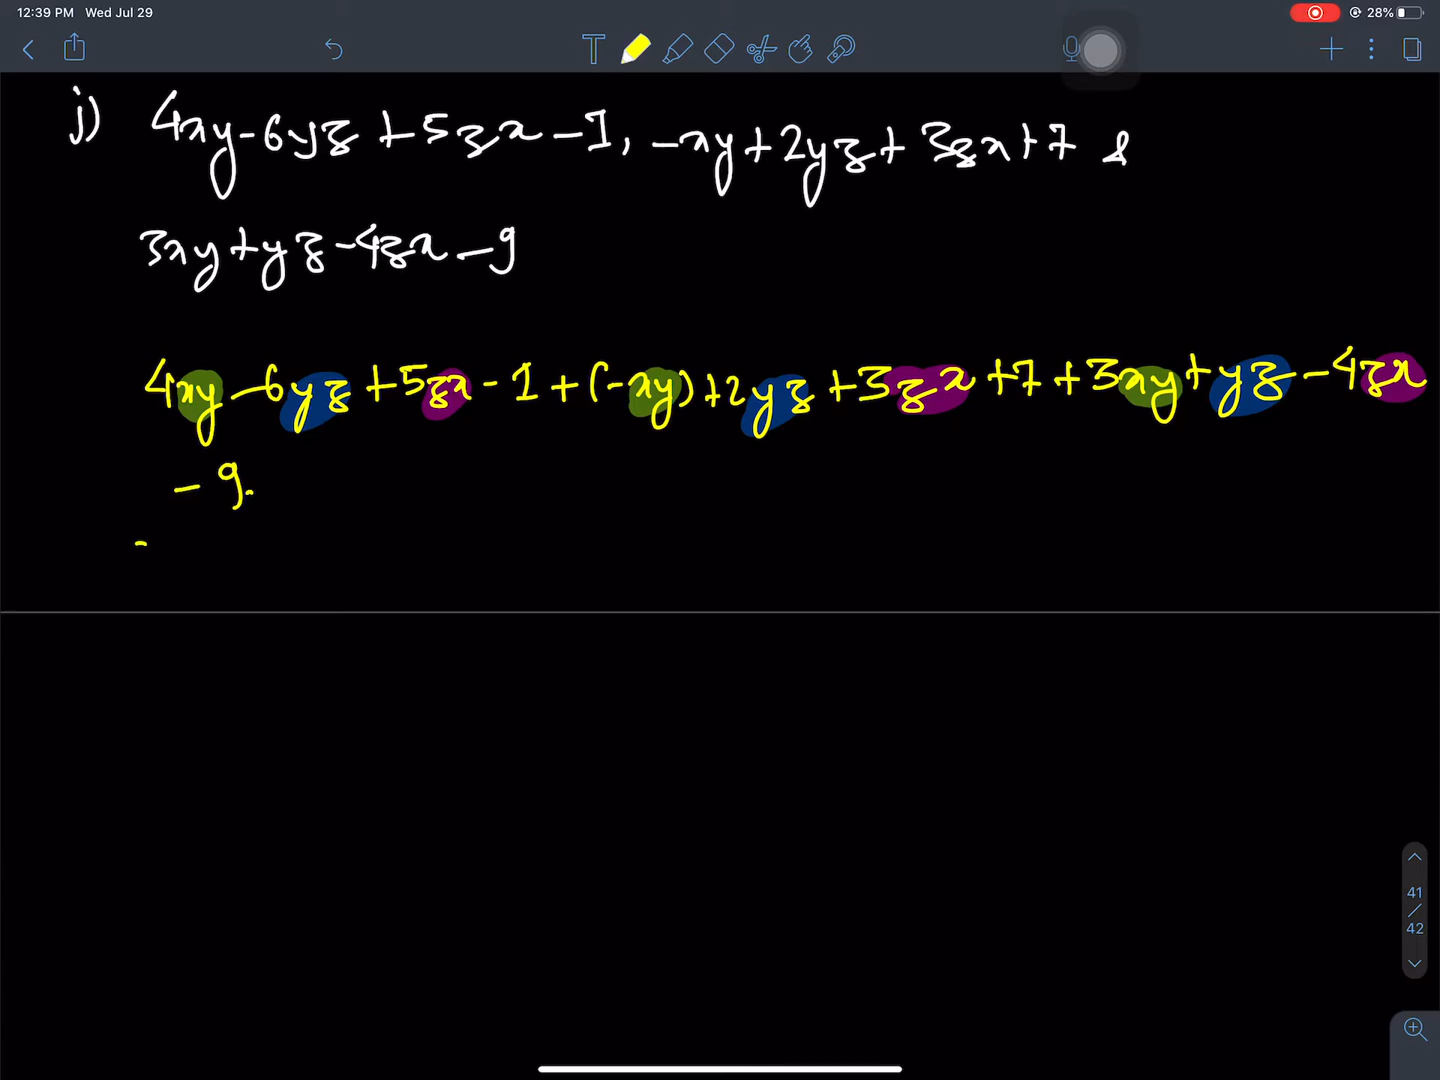 12:39 PM Wed Jul 29
28%
T
j) 4xy-6yz+5zx-1, -xy+2yz+3zx+7 &
3xy+yz-4zx-9
4xy-6yz+5zx-1+(-xy)+2yz+3zx+7+3xy+yz-4zx
-9.
41
/
42